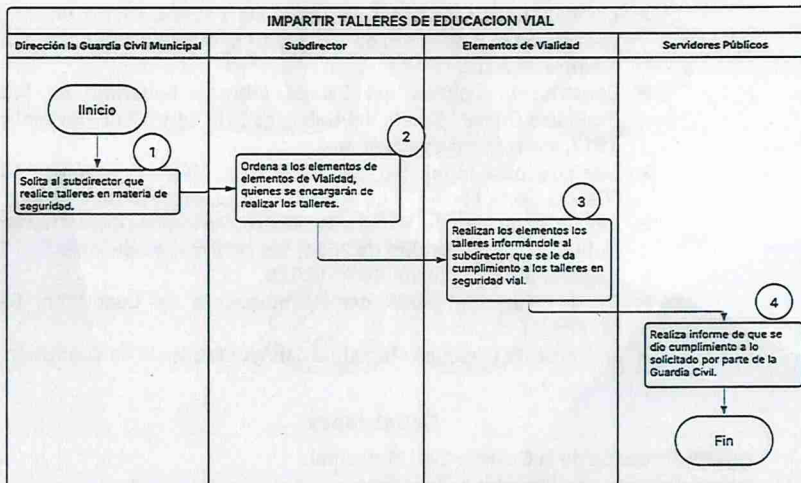 IMPARTIR TALLERES DE EDUCACION VIAL
Dirección la Guardia Civil Municipal
Subdirector
Elementos de Vialidad
Servidores Públicos
IInicio
1
Solita al subdirector que
realice talleres en materia de
seguridad.
2
Ordena a los elementos de
elementos de Vialidad,
quienes se encargarán de
realizar los talleres.
3
Realizan los elementos los
talleres informándole al
subdirector que se le da
cumplimiento a los talleres en
seguridad vial.
4
Realiza informe de que se
dio cumplimiento a lo
solicitado por parte de la
Guardia Civil.
Fin